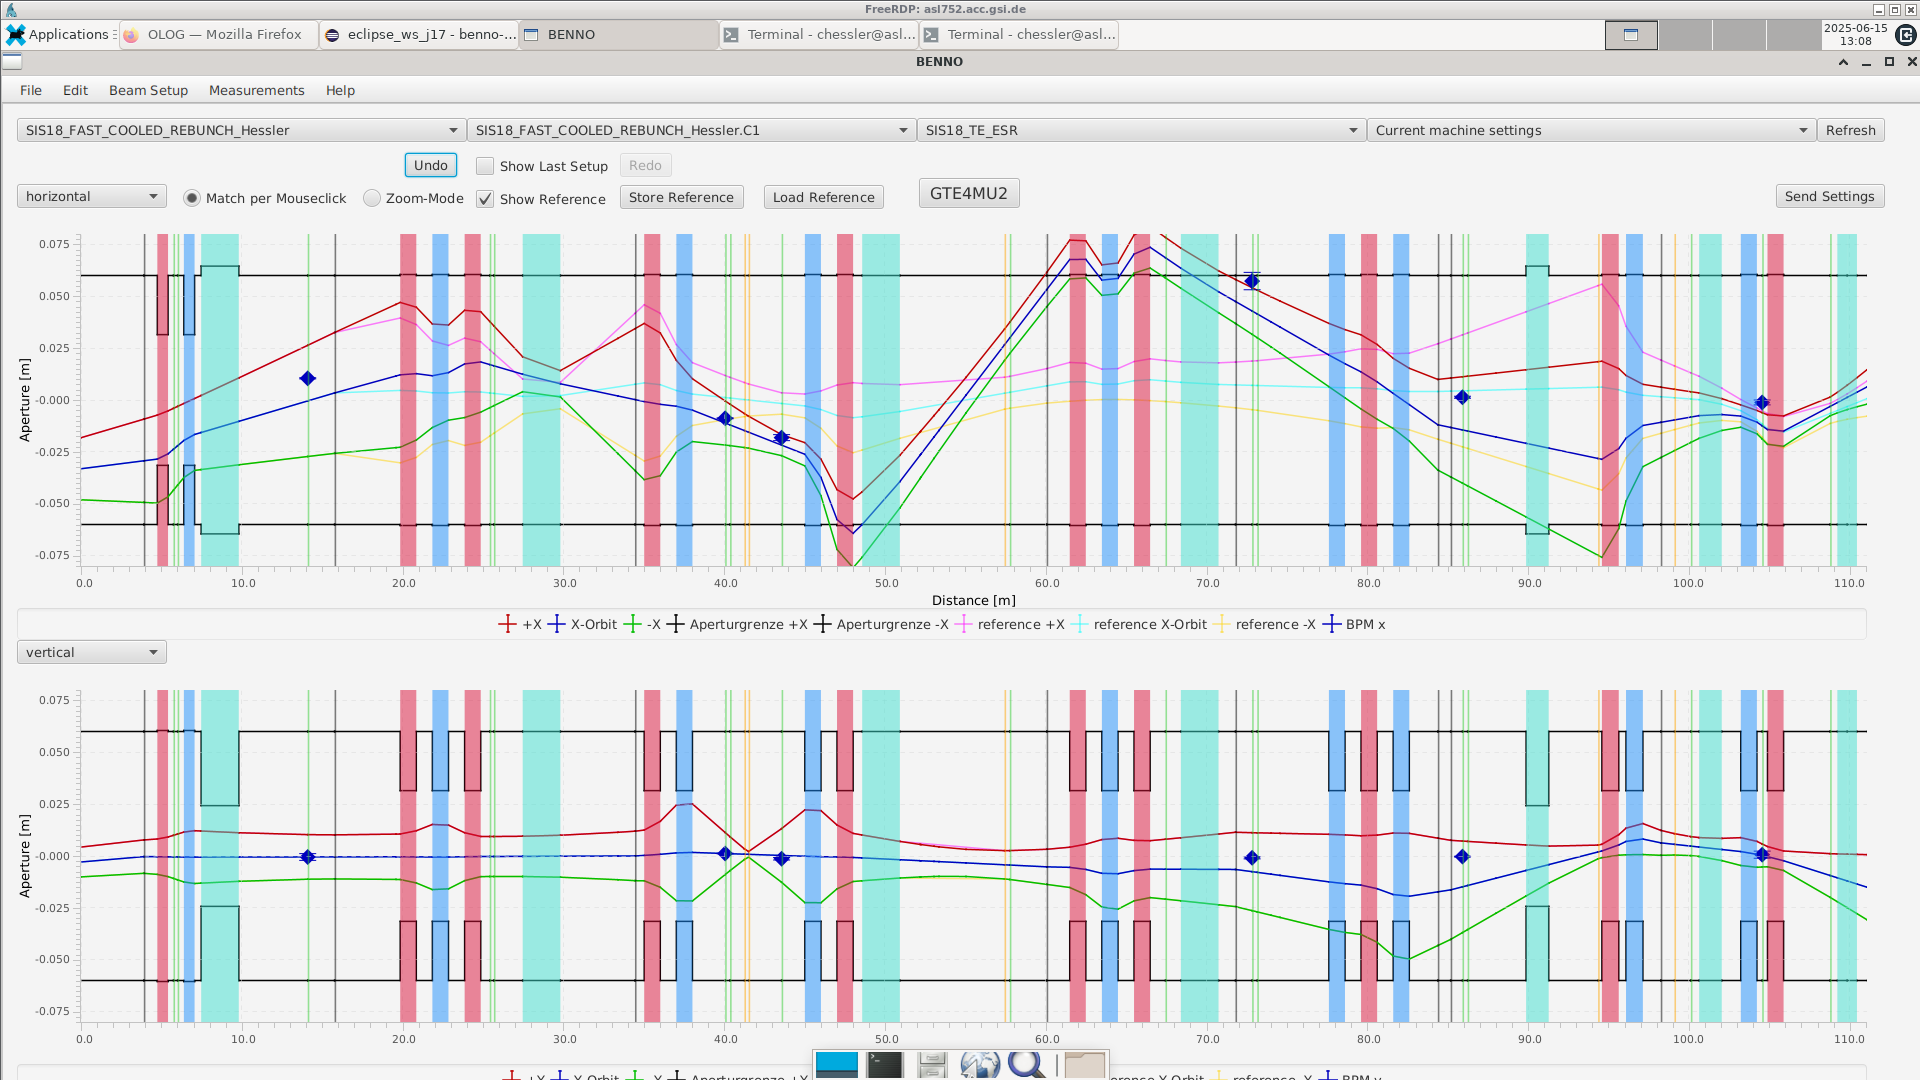 FreeRDP: asl752.acc.gsi.de
Applications
OLOG — Mozilla Firefox
eclipse_ws_j17 - benno-...
BENNO
Terminal - chessler@asl...
Terminal - chessler@asl...
2025-06-15
13:08
BENNO
File Edit Beam Setup Measurements Help
SIS18_FAST_COOLED_REBUNCH_Hessler SIS18_FAST_COOLED_REBUNCH_Hessler.C1 SIS18_TE_ESR Current machine settings Refresh
Undo Show Last Setup Redo
horizontal Match per Mouseclick Zoom-Mode Show Reference Store Reference Load Reference GTE4MU2 Send Settings
Aperture [m]
0.075
0.050
0.025
-0.000
-0.025
-0.050
-0.075
0.0 10.0 20.0 30.0 40.0 50.0 60.0 70.0 80.0 90.0 100.0 110.0
Distance [m]
+X X-Orbit -X Aperturgrenze +X Aperturgrenze -X reference +X reference X-Orbit reference -X BPM x
vertical
Aperture [m]
0.075
0.050
0.025
-0.000
-0.025
-0.050
-0.075
0.0 10.0 20.0 30.0 40.0 50.0 60.0 70.0 80.0 90.0 100.0 110.0